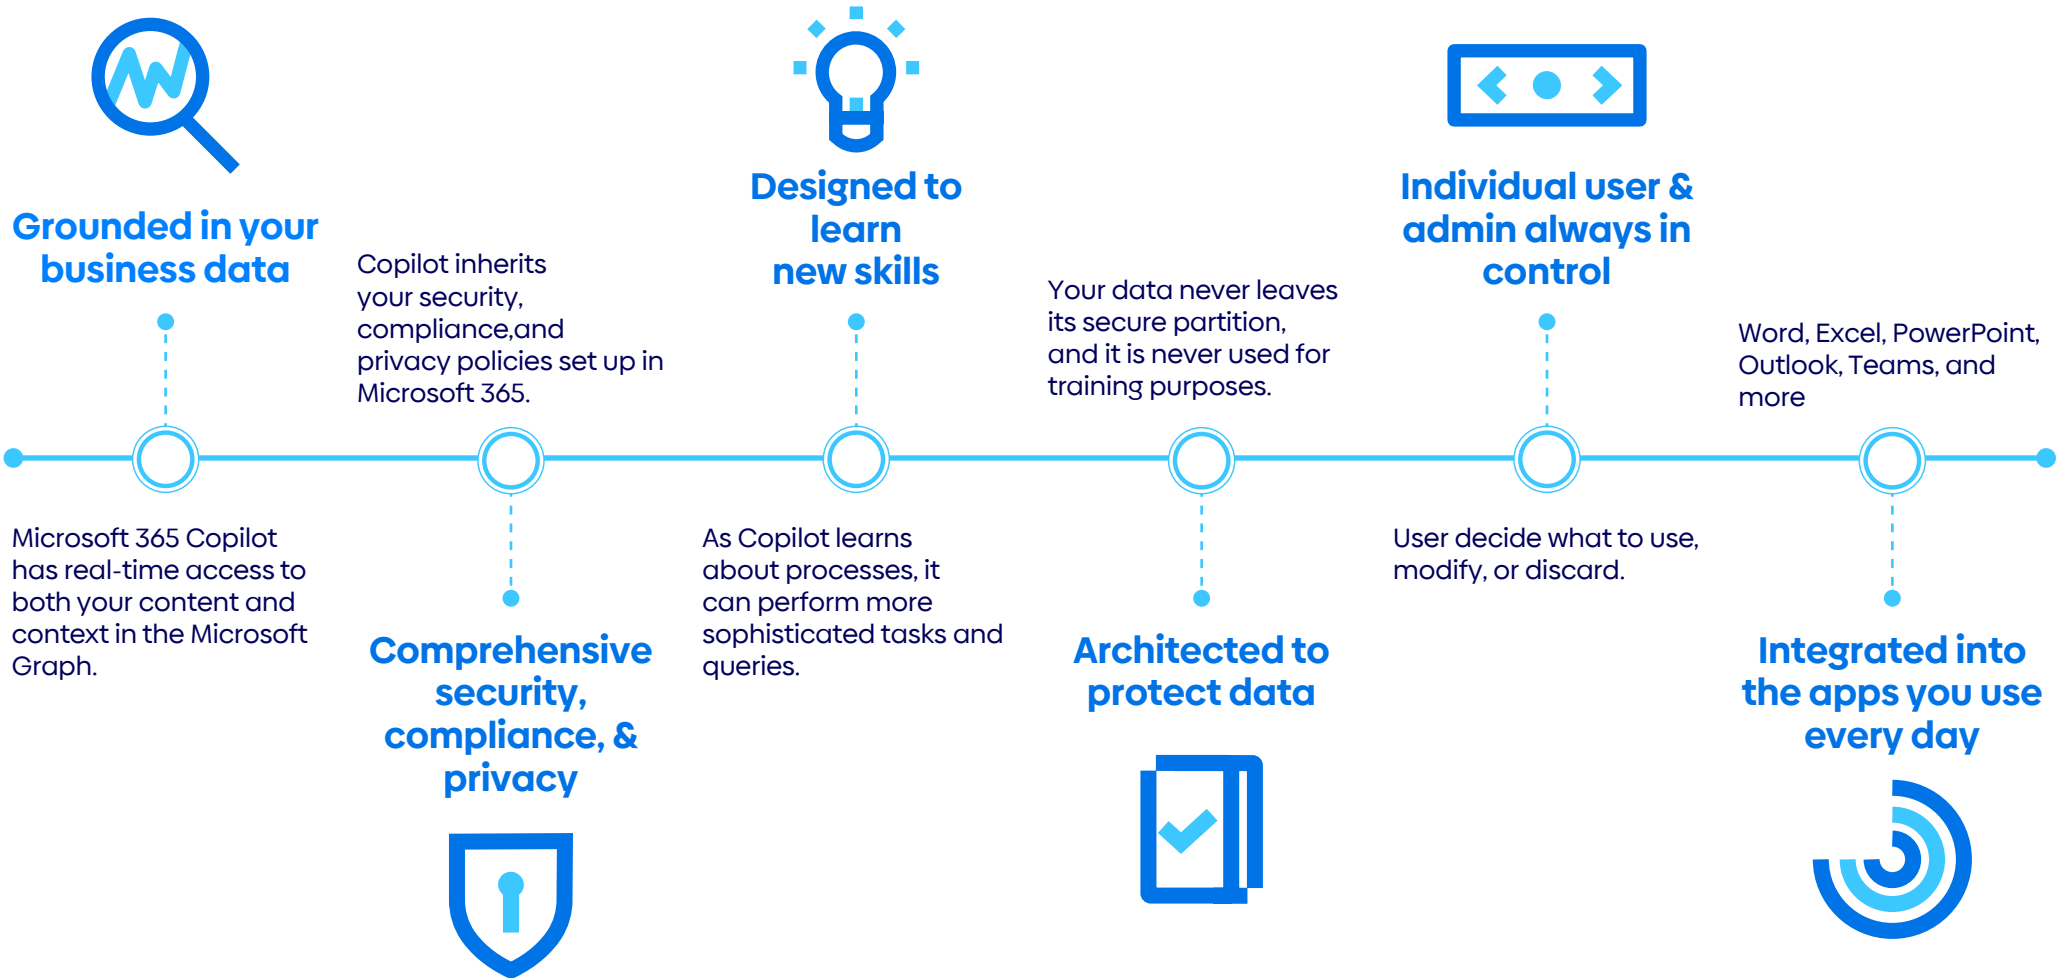 Grounded in your
business data
Microsoft 365 Copilot
has real-time access to
both your content and
context in the Microsoft
Graph.
Copilot inherits
your security,
compliance,and
privacy policies set up in
Microsoft 365.
Comprehensive
security,
compliance, &
privacy
Designed to
learn
new skills
As Copilot learns
about processes, it
can perform more
sophisticated tasks and
queries.
Your data never leaves
its secure partition,
and it is never used for
training purposes.
Architected to
protect data
Individual user &
admin always in
control
User decide what to use,
modify, or discard.
Word, Excel, PowerPoint,
Outlook, Teams, and
more
Integrated into
the apps you use
every day